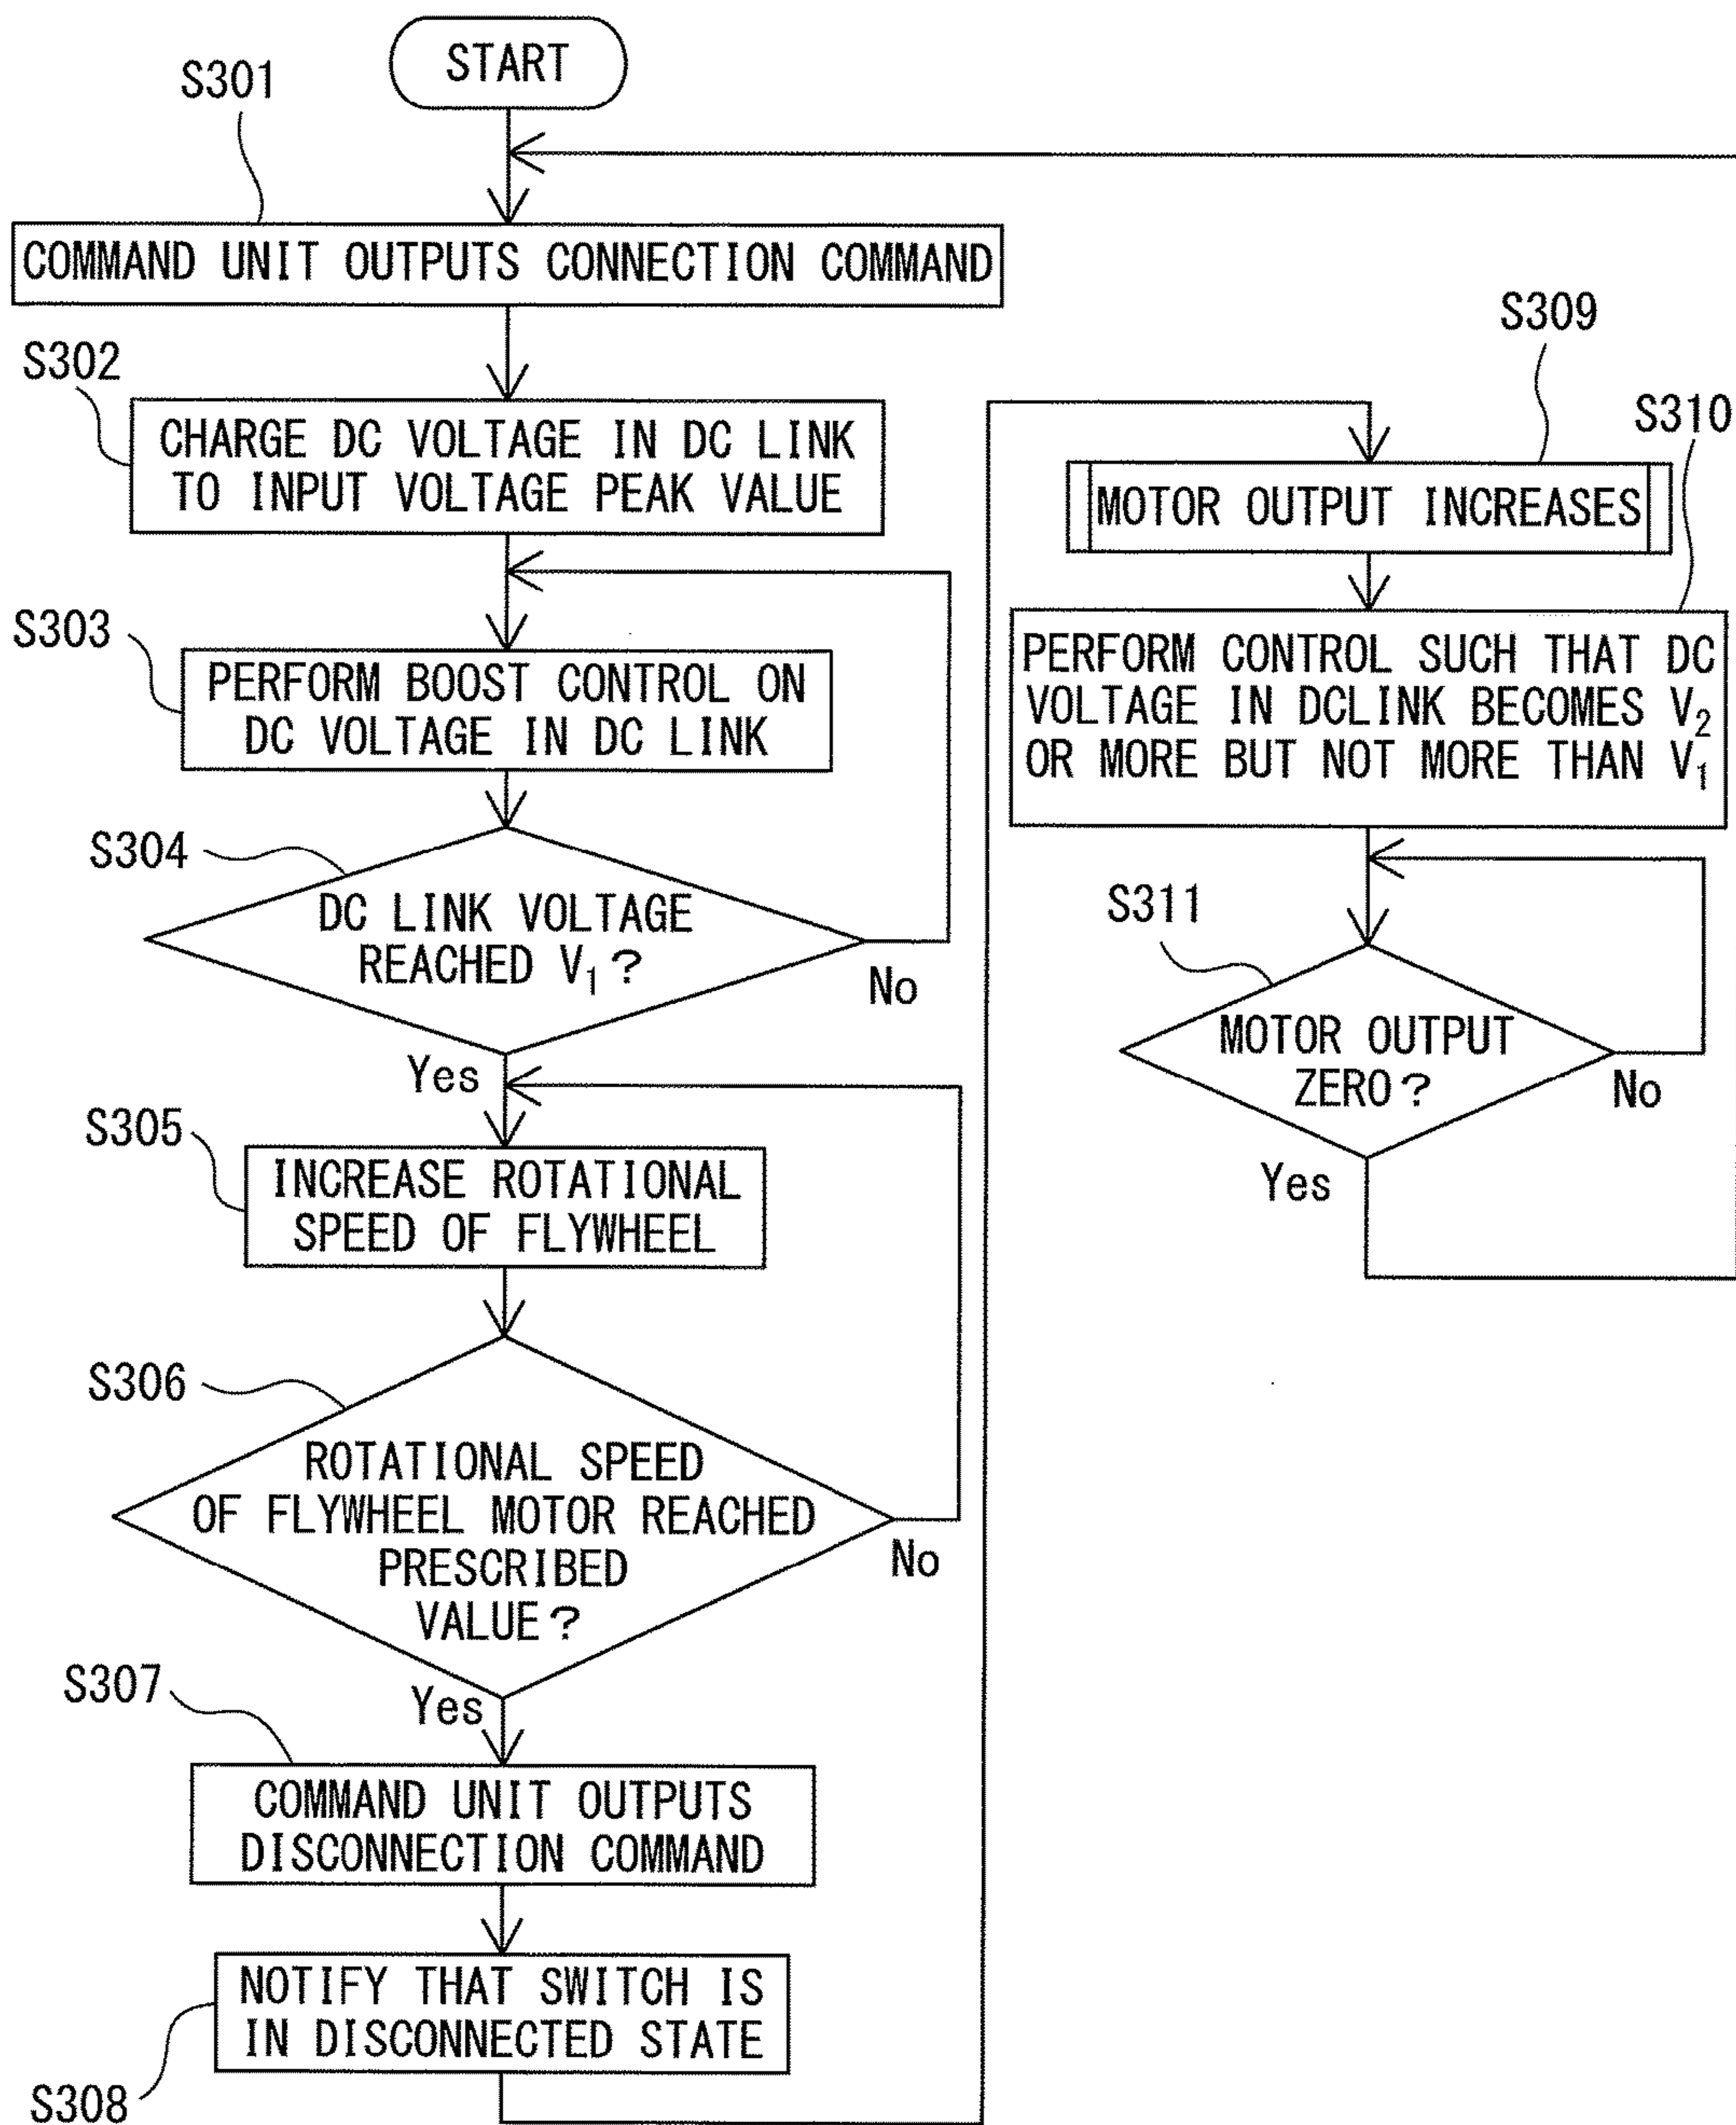 START
S301
COMMAND UNIT OUTPUTS CONNECTION COMMAND
S302
CHARGE DC VOLTAGE IN DC LINK
TO INPUT VOLTAGE PEAK VALUE
S303
PERFORM BOOST CONTROL ON
DC VOLTAGE IN DC LINK
S304
DC LINK VOLTAGE
REACHED V₁?
No
Yes
S305
INCREASE ROTATIONAL
SPEED OF FLYWHEEL
S306
ROTATIONAL SPEED
OF FLYWHEEL MOTOR REACHED
PRESCRIBED
VALUE?
No
Yes
S307
COMMAND UNIT OUTPUTS
DISCONNECTION COMMAND
NOTIFY THAT SWITCH IS
IN DISCONNECTED STATE
S308
S309
MOTOR OUTPUT INCREASES
S310
PERFORM CONTROL SUCH THAT DC
VOLTAGE IN DCLINK BECOMES V₂
OR MORE BUT NOT MORE THAN V₁
S311
MOTOR OUTPUT
ZERO?
No
Yes